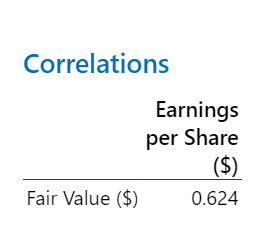 Correlations
Earnings
per Share
($)
Fair Value ($) 0.624